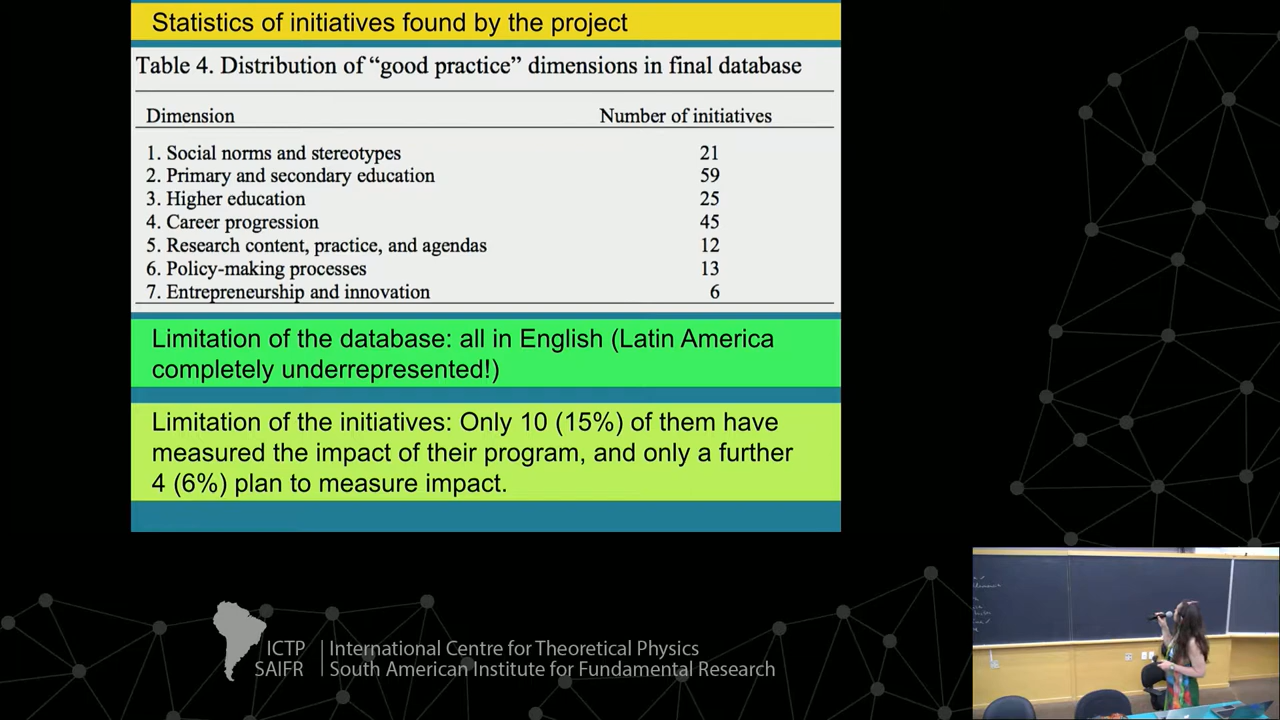 Statistics of initiatives found by the project
Table 4. Distribution of “good practice” dimensions in final database
Dimension Number of initiatives
1. Social norms and stereotypes 21
2. Primary and secondary education 59
3. Higher education 25
4. Career progression 45
5. Research content, practice, and agendas 12
6. Policy-making processes 13
7. Entrepreneurship and innovation 6
Limitation of the database: all in English (Latin America
completely underrepresented!)
Limitation of the initiatives: Only 10 (15%) of them have
measured the impact of their program, and only a further
4 (6%) plan to measure impact.
ICTP International Centre for Theoretical Physics
SAIFR South American Institute for Fundamental Research